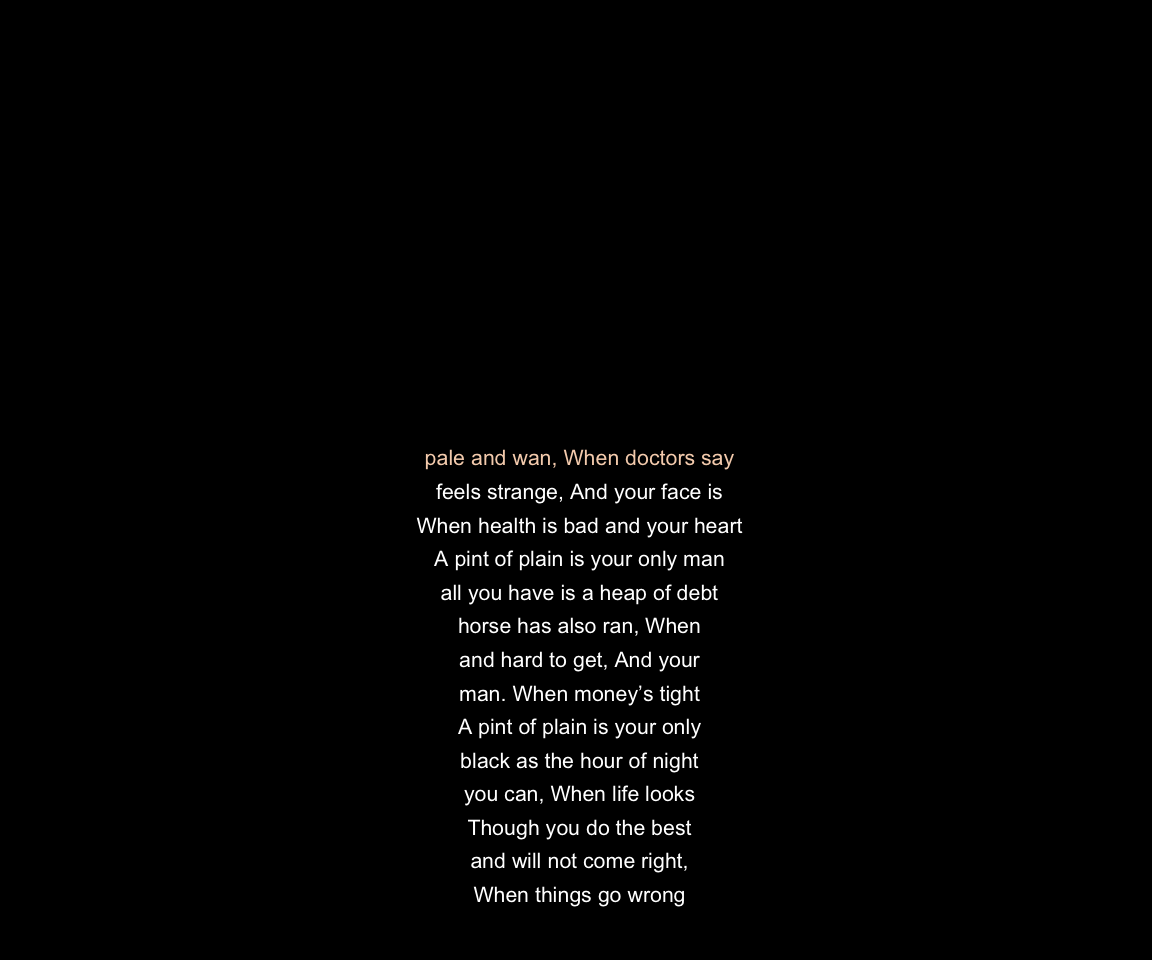 pale and wan, When doctors say
feels strange, And your face is
When health is bad and your heart
A pint of plain is your only man
all you have is a heap of debt
horse has also ran, When
and hard to get, And your
man. When money’s tight
A pint of plain is your only
black as the hour of night
you can, When life looks
Though you do the best
and will not come right,
When things go wrong